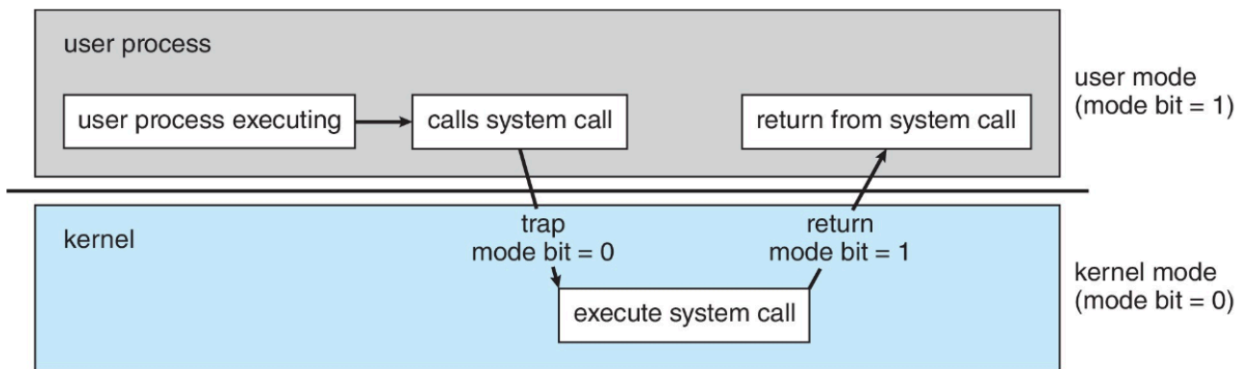 user process
user process executing
calls system call
return from system call
user mode
(mode bit = 1)
kernel
trap
mode bit = 0
return
mode bit = 1
execute system call
kernel mode
(mode bit = 0)